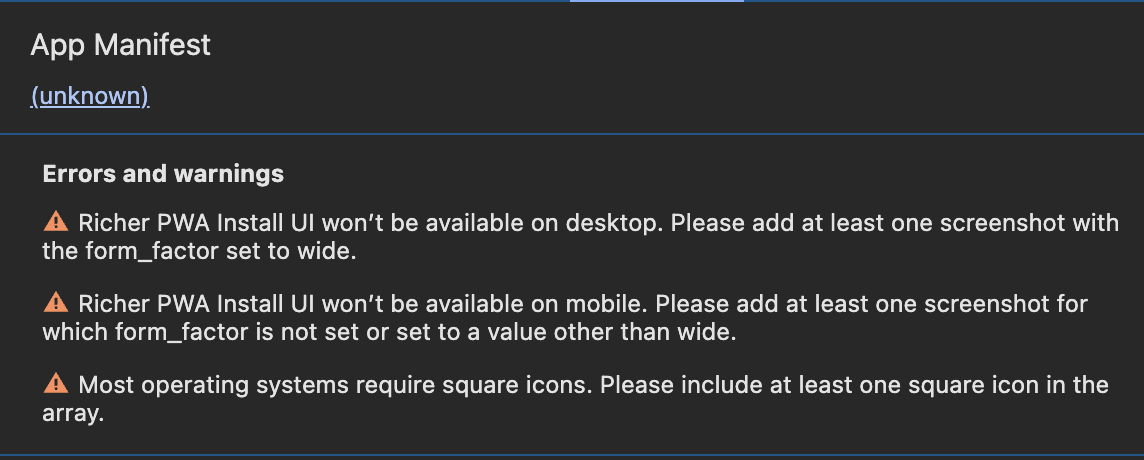 App Manifest
(unknown)
Errors and warnings
Richer PWA Install UI won’t be available on desktop. Please add at least one screenshot with
the form_factor set to wide.
Richer PWA Install UI won’t be available on mobile. Please add at least one screenshot for
which form_factor is not set or set to a value other than wide.
Most operating systems require square icons. Please include at least one square icon in the
array.